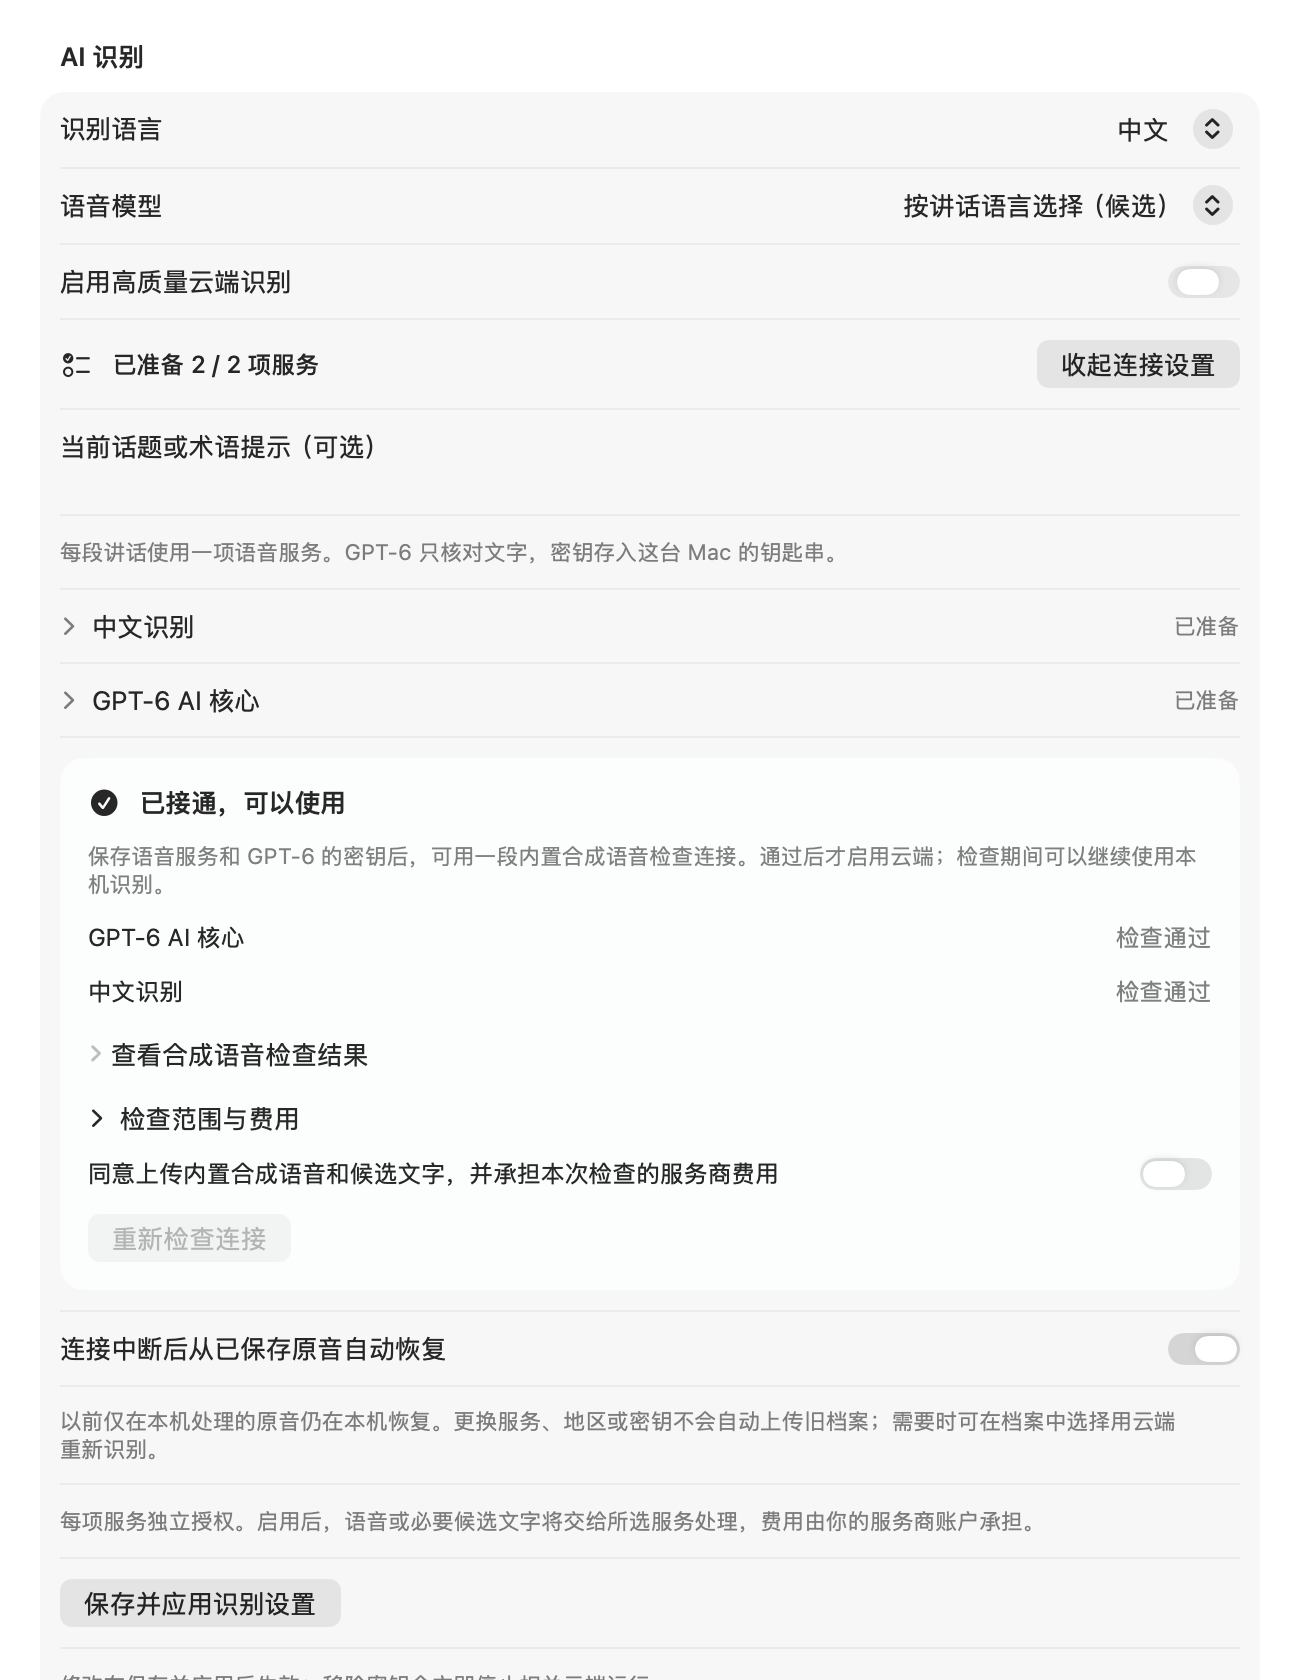 AI 识别
识别语言
中文
语音模型
按讲话语言选择（候选）
启用高质量云端识别
已准备 2 / 2 项服务
收起连接设置
当前话题或术语提示（可选）
每段讲话使用一项语音服务。GPT-6 只核对文字，密钥存入这台 Mac 的钥匙串。
中文识别
已准备
GPT-6 AI 核心
已准备
已接通，可以使用
保存语音服务和 GPT-6 的密钥后，可用一段内置合成语音检查连接。通过后才启用云端；检查期间可以继续使用本
机识别。
GPT-6 AI 核心
检查通过
中文识别
检查通过
查看合成语音检查结果
检查范围与费用
同意上传内置合成语音和候选文字，并承担本次检查的服务商费用
重新检查连接
连接中断后从已保存原音自动恢复
以前仅在本机处理的原音仍在本机恢复。更换服务、地区或密钥不会自动上传旧档案；需要时可在档案中选择用云端
重新识别。
每项服务独立授权。启用后，语音或必要候选文字将交给所选服务处理，费用由你的服务商账户承担。
保存并应用识别设置